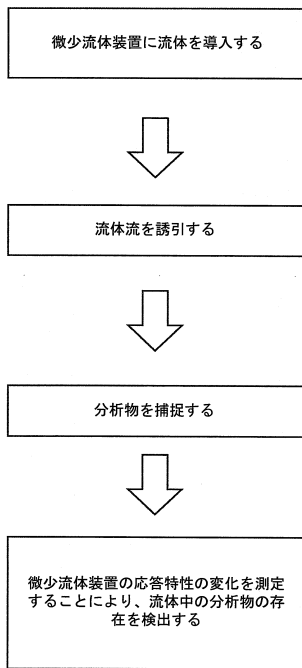 微少流体装置に流体を導入する
流体流を誘引する
分析物を捕捉する
微少流体装置の応答特性の変化を測定
することにより、流体中の分析物の存
在を検出する